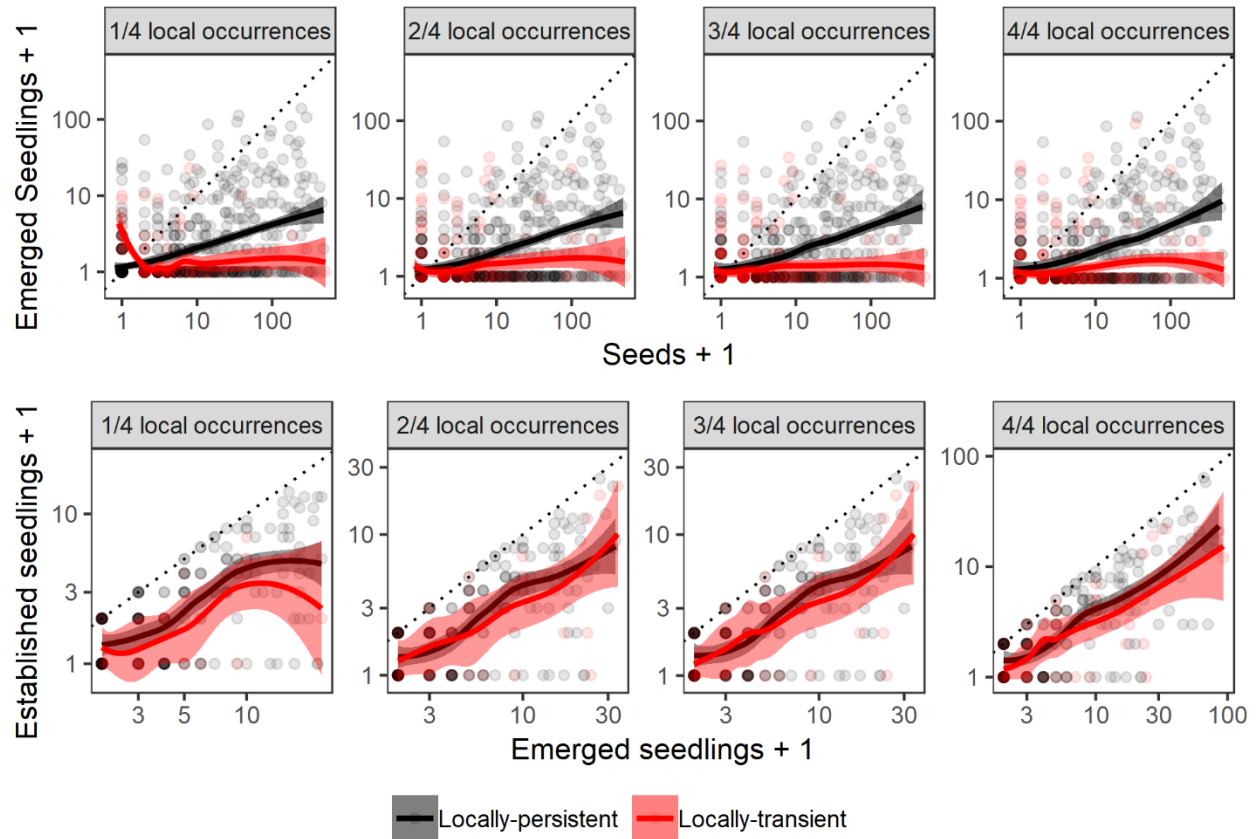 1/4 local occurrences 2/4 local occurrences 3/4 local occurrences 4/4 local occurrences
Emerged Seedlings + 1
100 100 100 100
10 10 10 10
1 1 1 1
1 10 100 1 10 100 1 10 100 1 10 100
Seeds + 1
1/4 local occurrences 2/4 local occurrences 3/4 local occurrences 4/4 local occurrences
Established seedlings + 1
10 3 1
30 10 3 1
30 10 3 1
100 10 1
3 5 10 3 10 30 3 10 30 3 10 30 100
Emerged seedlings + 1
Locally-persistent Locally-transient